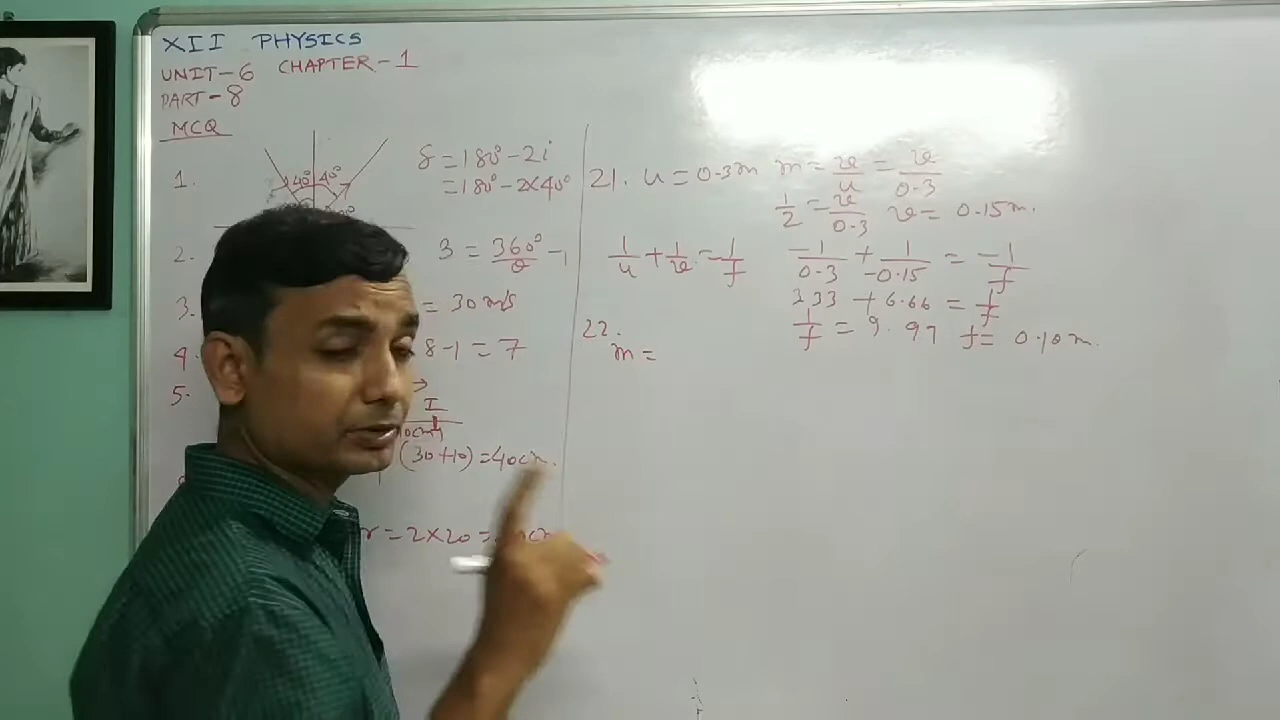 XII PHYSICS
UNIT-6 CHAPTER-1
PART-8
MCQ
1. 40° 40° δ = 180° - 2i
= 180° - 2×40°
2. 3 = 360°/θ - 1
3. = 30 m/s
4. 8-1 = 7
5. I
(30+10) = 40cm.
r = 2×20 =
21. u = 0.3m m = v/u = v/0.3
1/2 = v/0.3 v = 0.15m.
1/u + 1/v = 1/f -1/0.3 + 1/-0.15 = -1/f
3.33 + 6.66 = 1/f
1/f = 9.97 f = 0.10m.
22.
m =